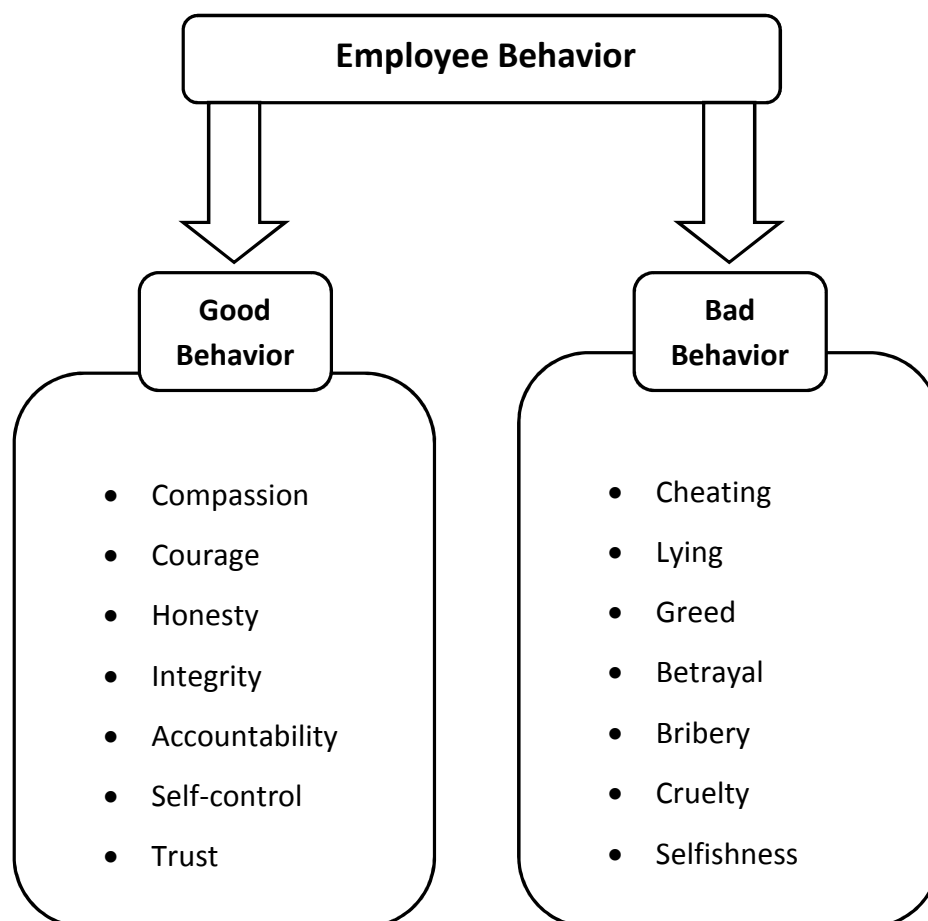 Employee Behavior
Good
Behavior
• Compassion
• Courage
• Honesty
• Integrity
• Accountability
• Self-control
• Trust
Bad
Behavior
• Cheating
• Lying
• Greed
• Betrayal
• Bribery
• Cruelty
• Selfishness